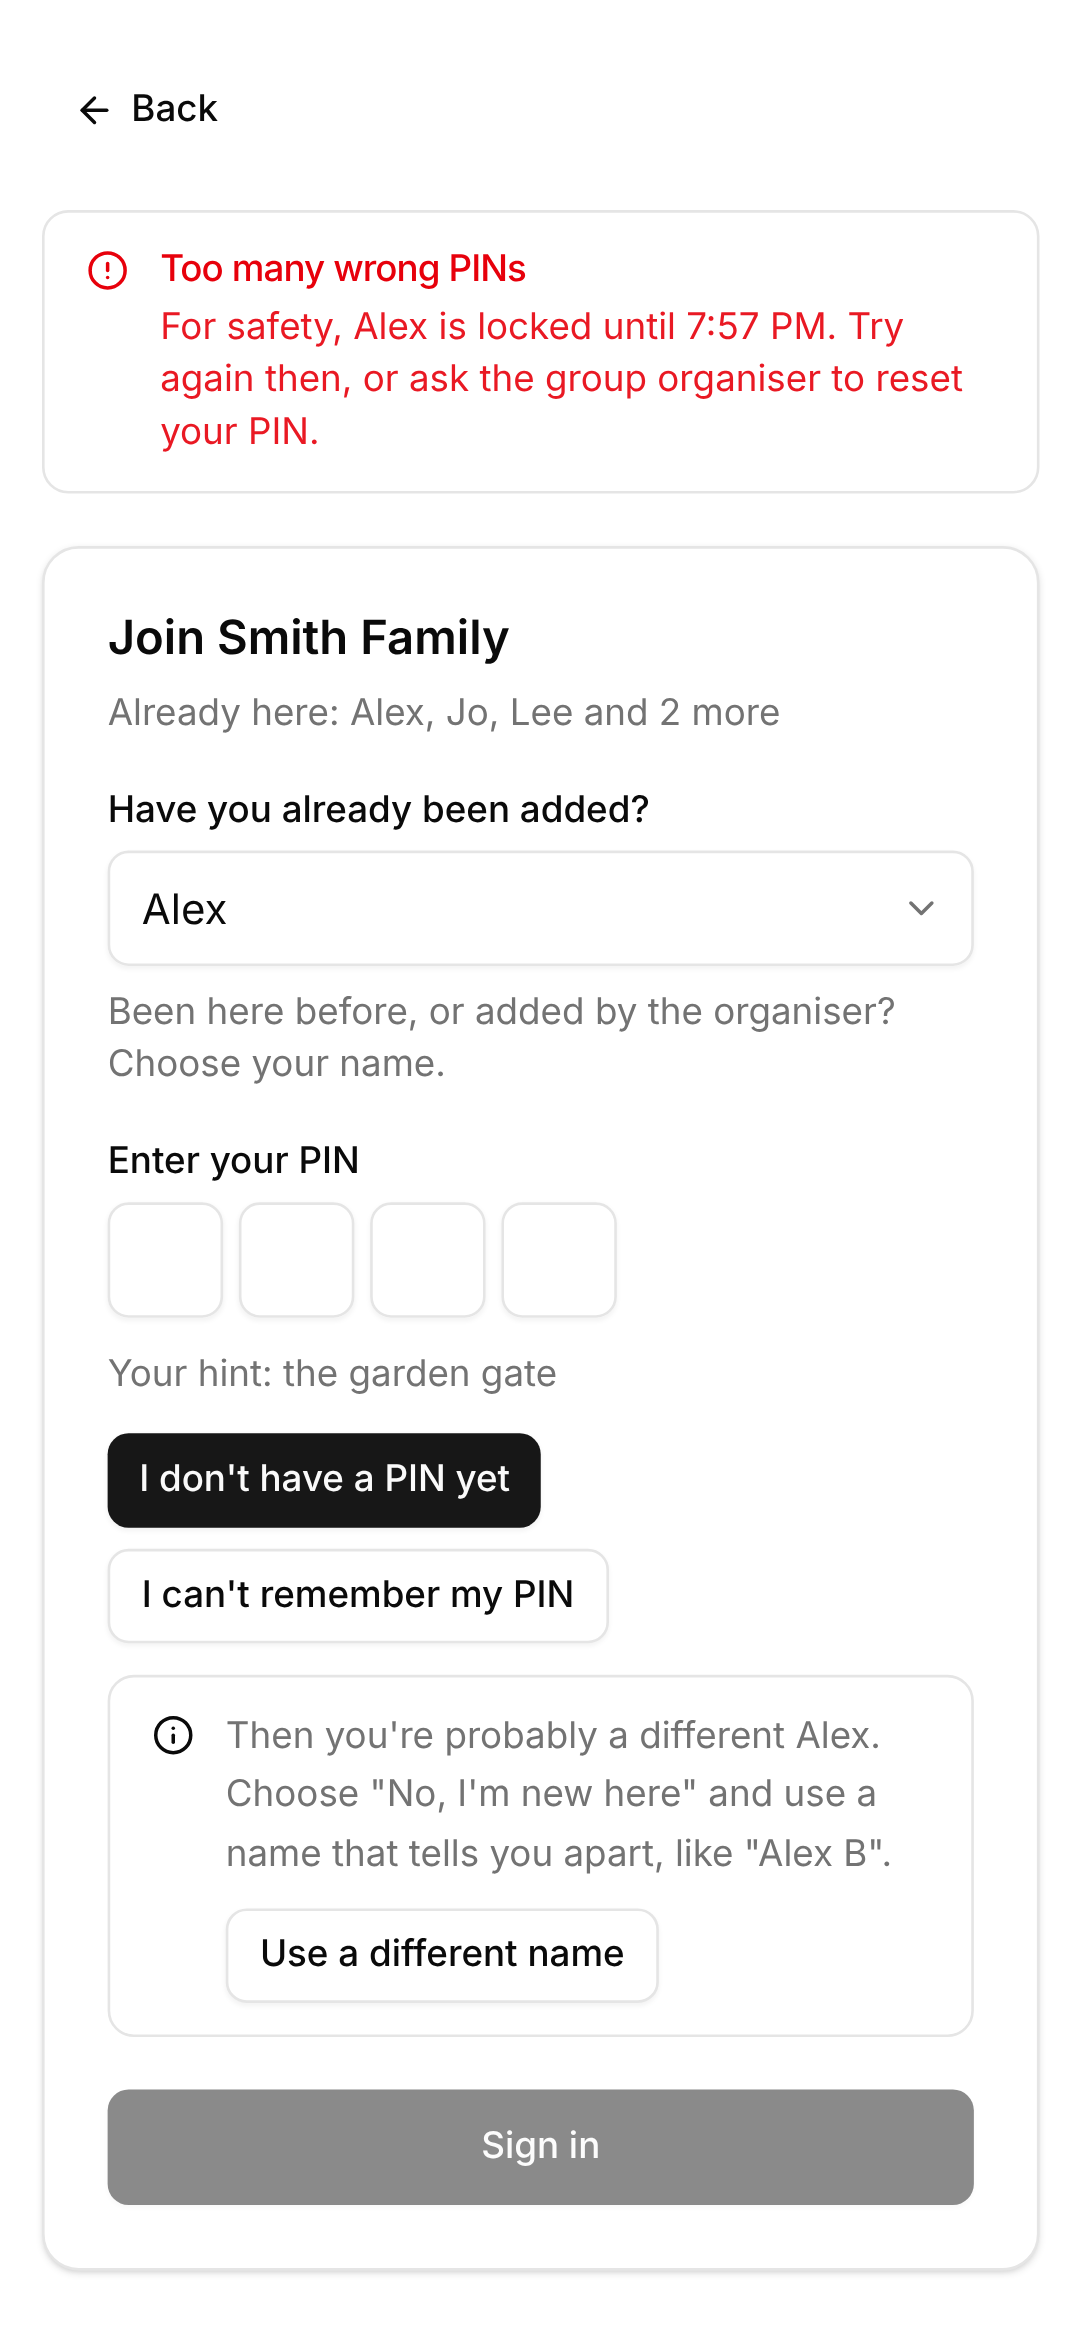 Back
Too many wrong PINs
For safety, Alex is locked until 7:57 PM. Try
again then, or ask the group organiser to reset
your PIN.
Join Smith Family
Already here: Alex, Jo, Lee and 2 more
Have you already been added?
Alex
Been here before, or added by the organiser?
Choose your name.
Enter your PIN
Your hint: the garden gate
I don't have a PIN yet
I can't remember my PIN
Then you're probably a different Alex.
Choose "No, I'm new here" and use a
name that tells you apart, like "Alex B".
Use a different name
Sign in